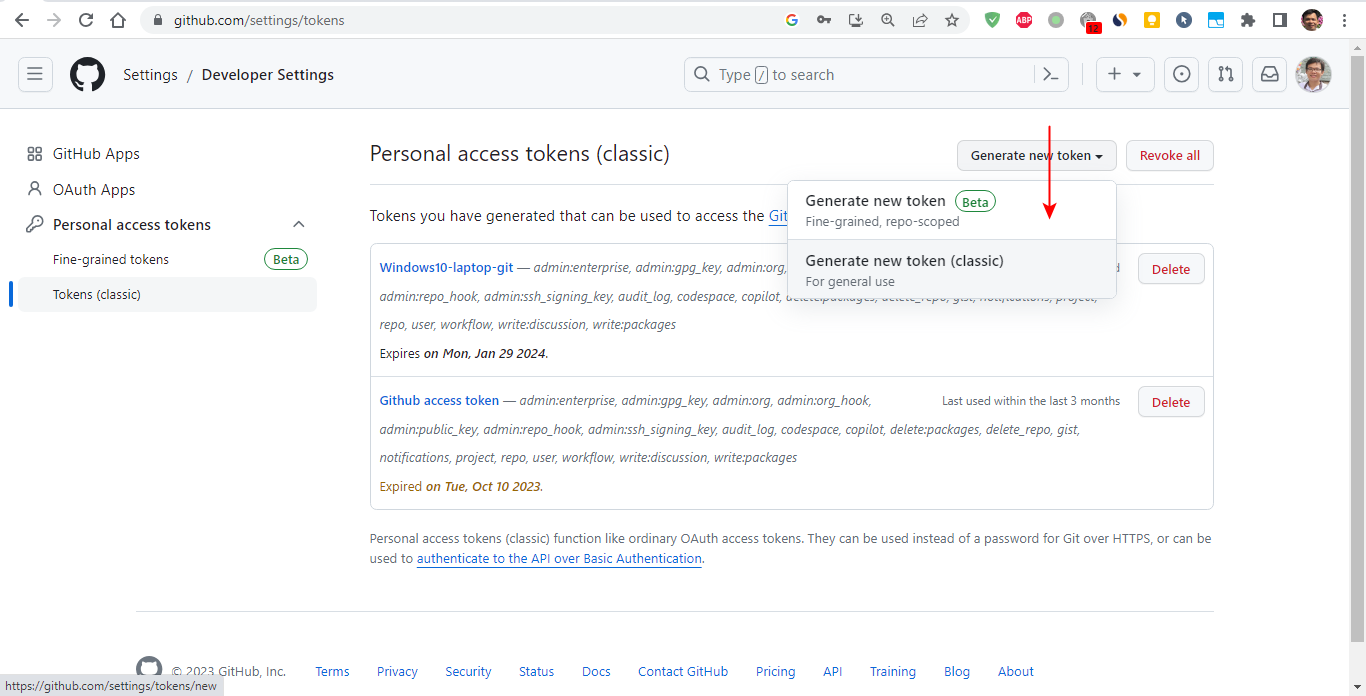 github.com/settings/tokens
ABP
12
Settings / Developer Settings
Type / to search
GitHub Apps
OAuth Apps
Personal access tokens
Fine-grained tokens Beta
Tokens (classic)
Personal access tokens (classic)
Generate new token
Revoke all
Generate new token Beta
Fine-grained, repo-scoped
Generate new token (classic)
For general use
Tokens you have generated that can be used to access the Git
Windows10-laptop-git — admin:enterprise, admin:gpg_key, admin:org,
Delete
admin:repo_hook, admin:ssh_signing_key, audit_log, codespace, copilot, delete:packages, delete_repo, gist, notifications, project,
repo, user, workflow, write:discussion, write:packages
Expires on Mon, Jan 29 2024.
Github access token — admin:enterprise, admin:gpg_key, admin:org, admin:org_hook,
Last used within the last 3 months
Delete
admin:public_key, admin:repo_hook, admin:ssh_signing_key, audit_log, codespace, copilot, delete:packages, delete_repo, gist,
notifications, project, repo, user, workflow, write:discussion, write:packages
Expired on Tue, Oct 10 2023.
Personal access tokens (classic) function like ordinary OAuth access tokens. They can be used instead of a password for Git over HTTPS, or can be
used to authenticate to the API over Basic Authentication.
© 2023 GitHub, Inc. Terms Privacy Security Status Docs Contact GitHub Pricing API Training Blog About
https://github.com/settings/tokens/new